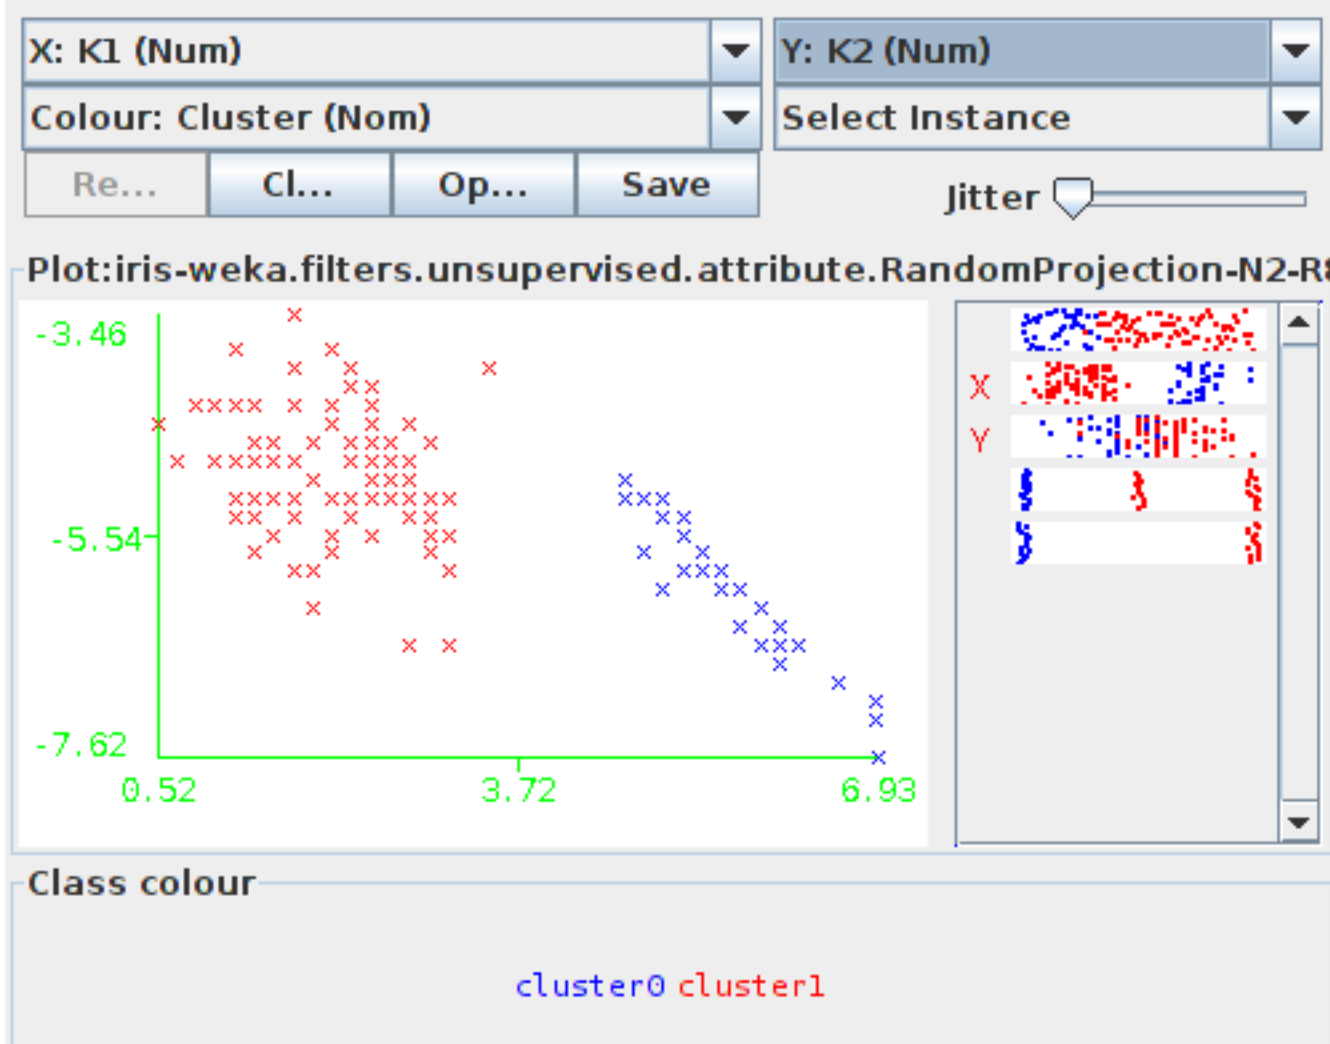 X: K1 (Num) Y: K2 (Num)
Colour: Cluster (Nom) Select Instance
Re... Cl... Op... Save Jitter
Plot:iris-weka.filters.unsupervised.attribute.RandomProjection-N2-R
-3.46
X
Y
-5.54
-7.62
0.52 3.72 6.93
Class colour
cluster0 cluster1